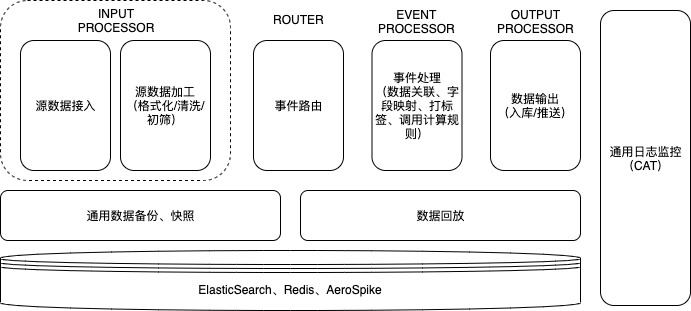 INPUT
PROCESSOR
ROUTER
EVENT
PROCESSOR
OUTPUT
PROCESSOR
源数据接入
源数据加工
（格式化/清洗/
初筛）
事件路由
事件处理
（数据关联、字
段映射、打标
签、调用计算规
则）
数据输出
（入库/推送）
通用日志监控
（CAT）
通用数据备份、快照
数据回放
ElasticSearch、Redis、AeroSpike